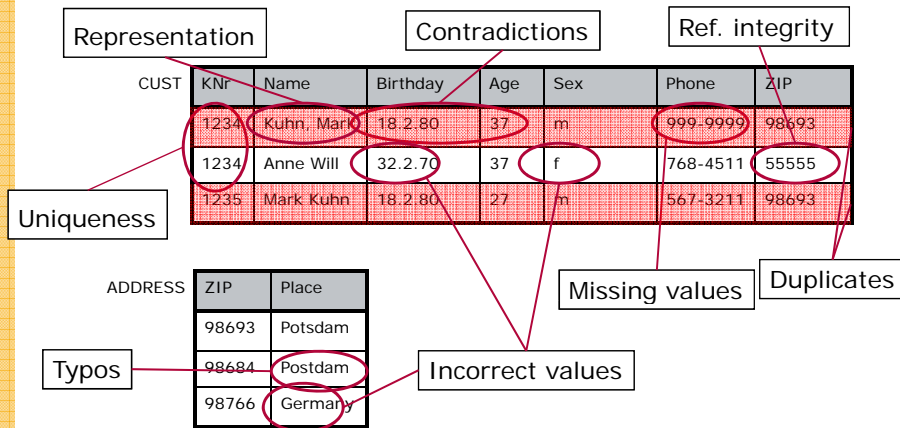 Representation
Contradictions
Ref. integrity
CUST KNr Name Birthday Age Sex Phone ZIP
1234 Kuhn, Mark 18.2.80 37 m 999-9999 98693
1234 Anne Will 32.2.70 37 f 768-4511 55555
1235 Mark Kuhn 18.2.80 27 m 567-3211 98693
Uniqueness
Missing values
Duplicates
ADDRESS ZIP Place
98693 Potsdam
98684 Postdam
98766 Germany
Typos
Incorrect values